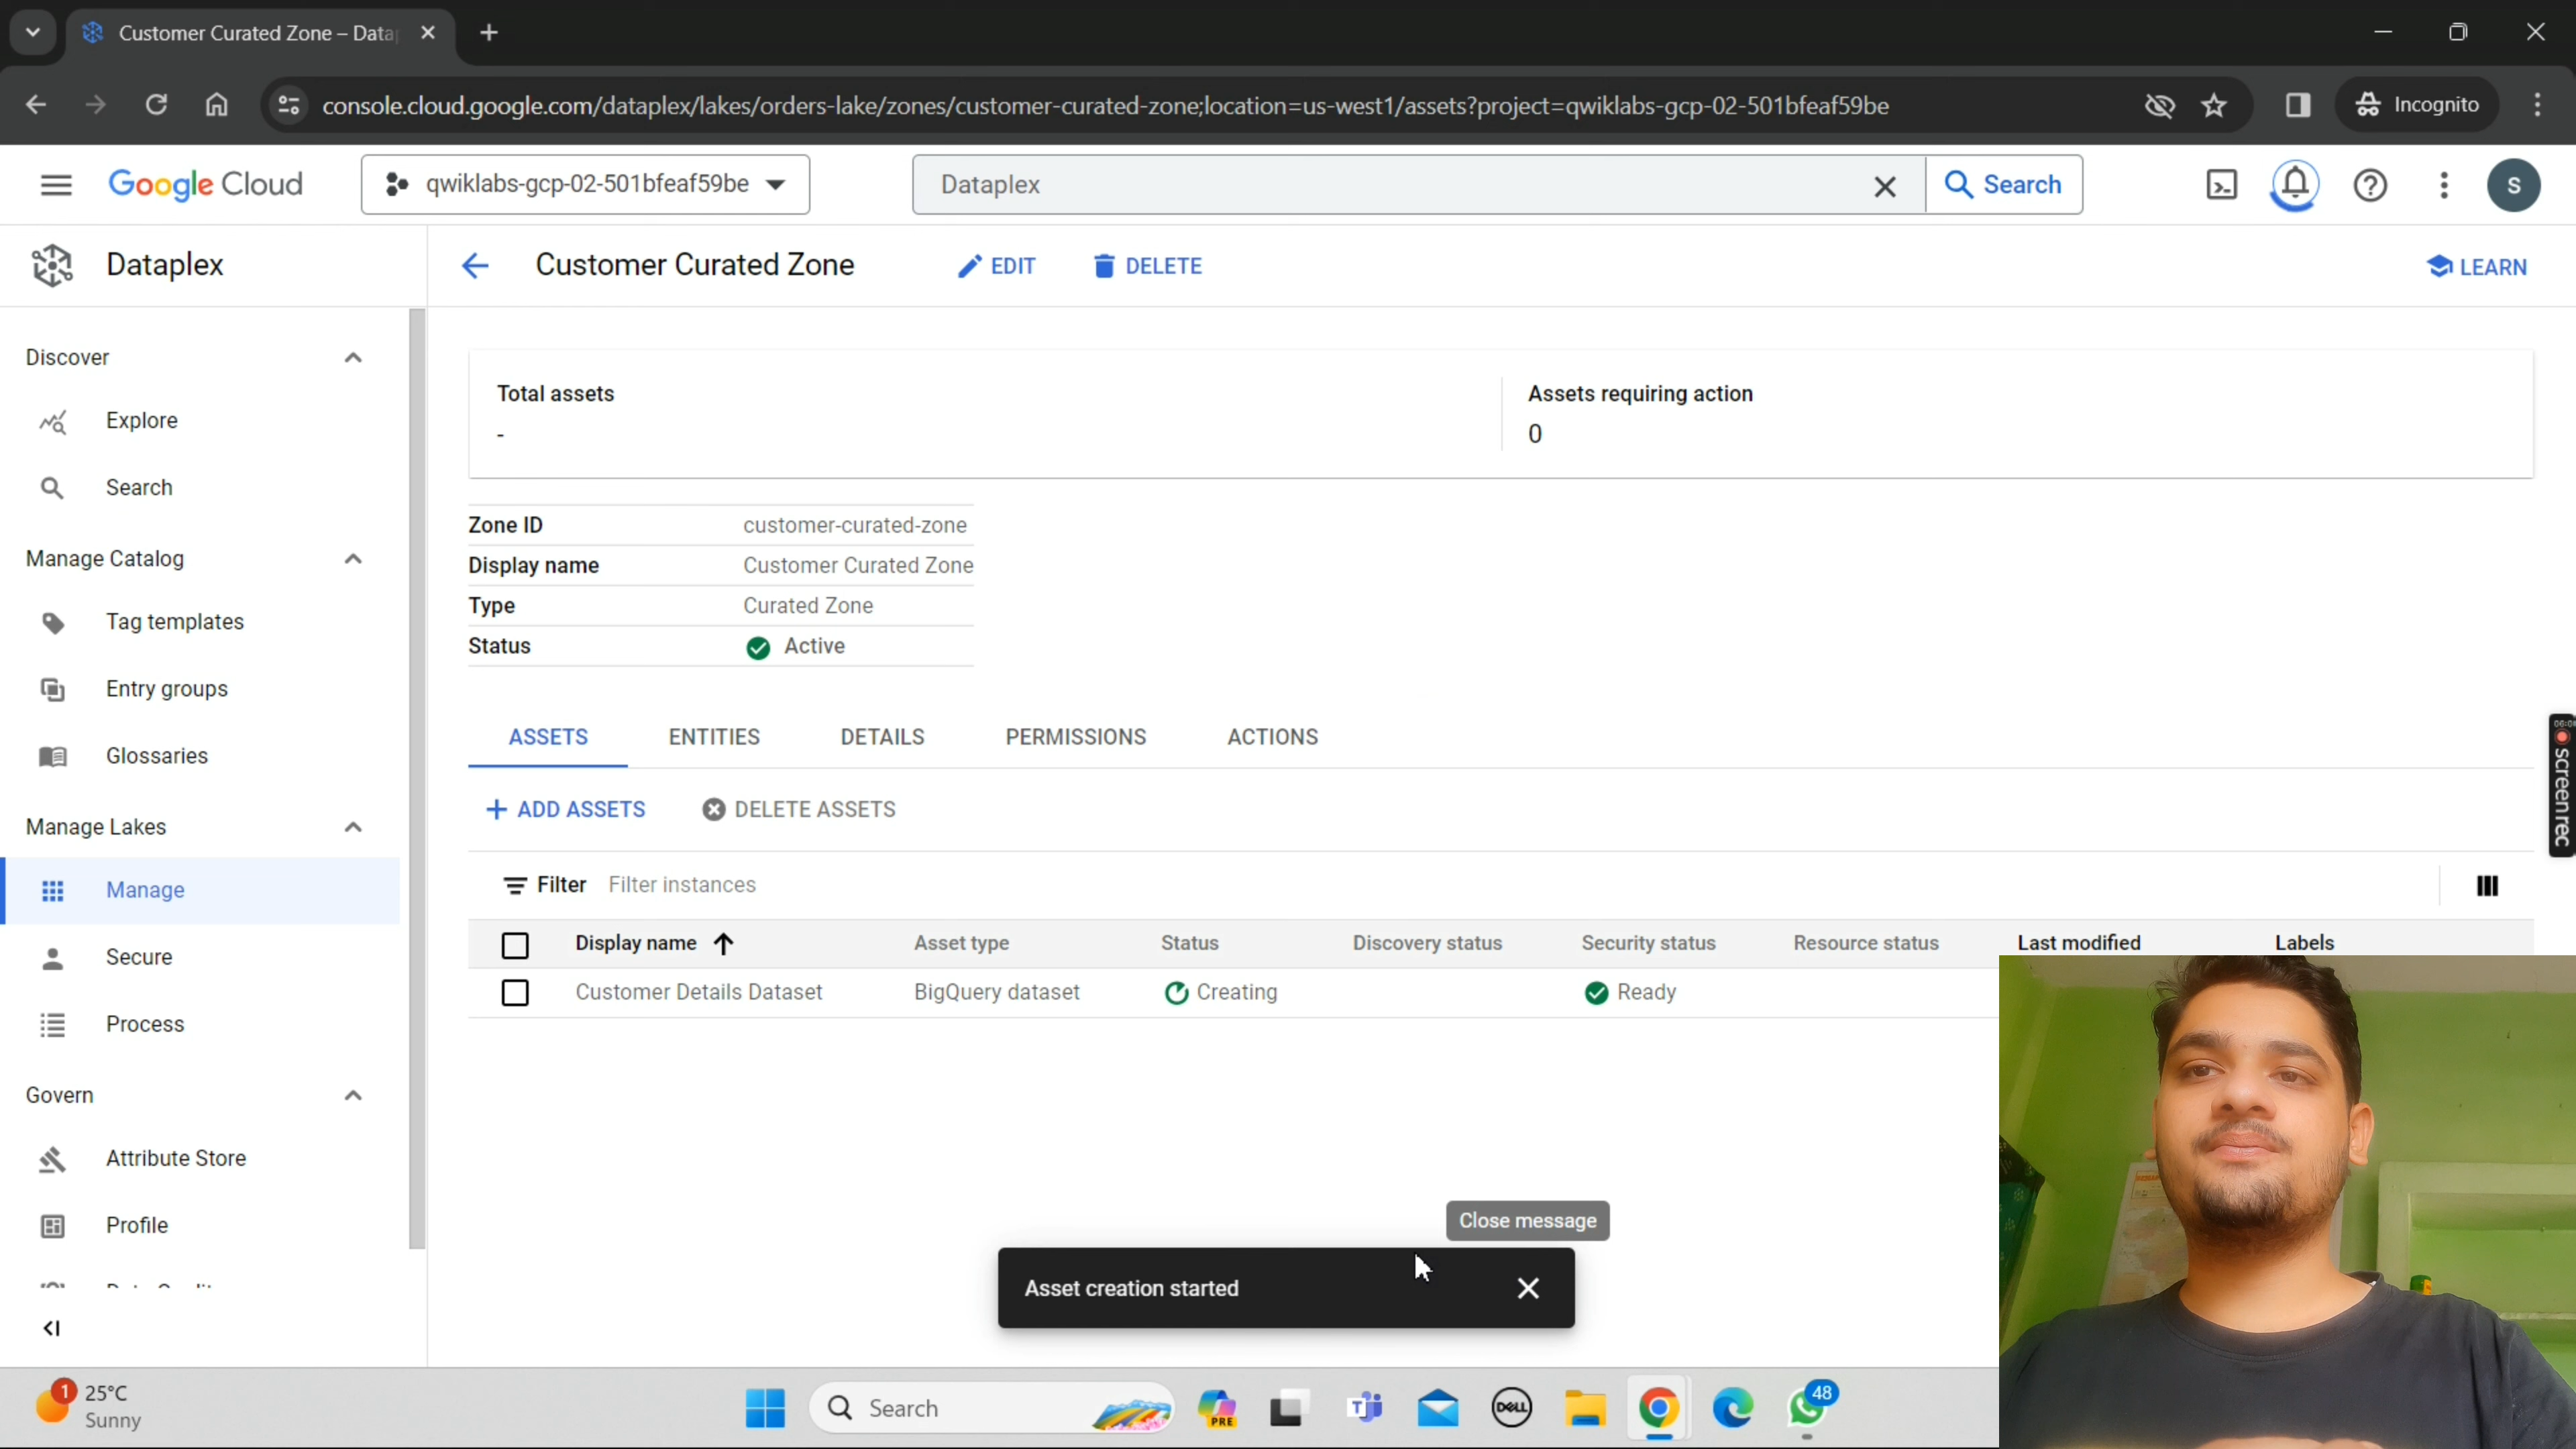 Customer Curated Zone – Data
console.cloud.google.com/dataplex/lakes/orders-lake/zones/customer-curated-zone;location=us-west1/assets?project=qwiklabs-gcp-02-501bfeaf59be
Incognito
Google Cloud
qwiklabs-gcp-02-501bfeaf59be
Dataplex
Search
S
Dataplex
Customer Curated Zone
EDIT
DELETE
LEARN
Discover
Explore
Search
Manage Catalog
Tag templates
Entry groups
Glossaries
Manage Lakes
Manage
Secure
Process
Govern
Attribute Store
Profile
Total assets
-
Assets requiring action
0
Zone ID customer-curated-zone
Display name Customer Curated Zone
Type Curated Zone
Status Active
ASSETS ENTITIES DETAILS PERMISSIONS ACTIONS
+ ADD ASSETS DELETE ASSETS
Filter Filter instances
Display name Asset type Status Discovery status Security status Resource status Last modified Labels
Customer Details Dataset BigQuery dataset Creating Ready
Close message
Asset creation started
screenrec
1 25°C
Sunny
Search
PRE
DELL
48